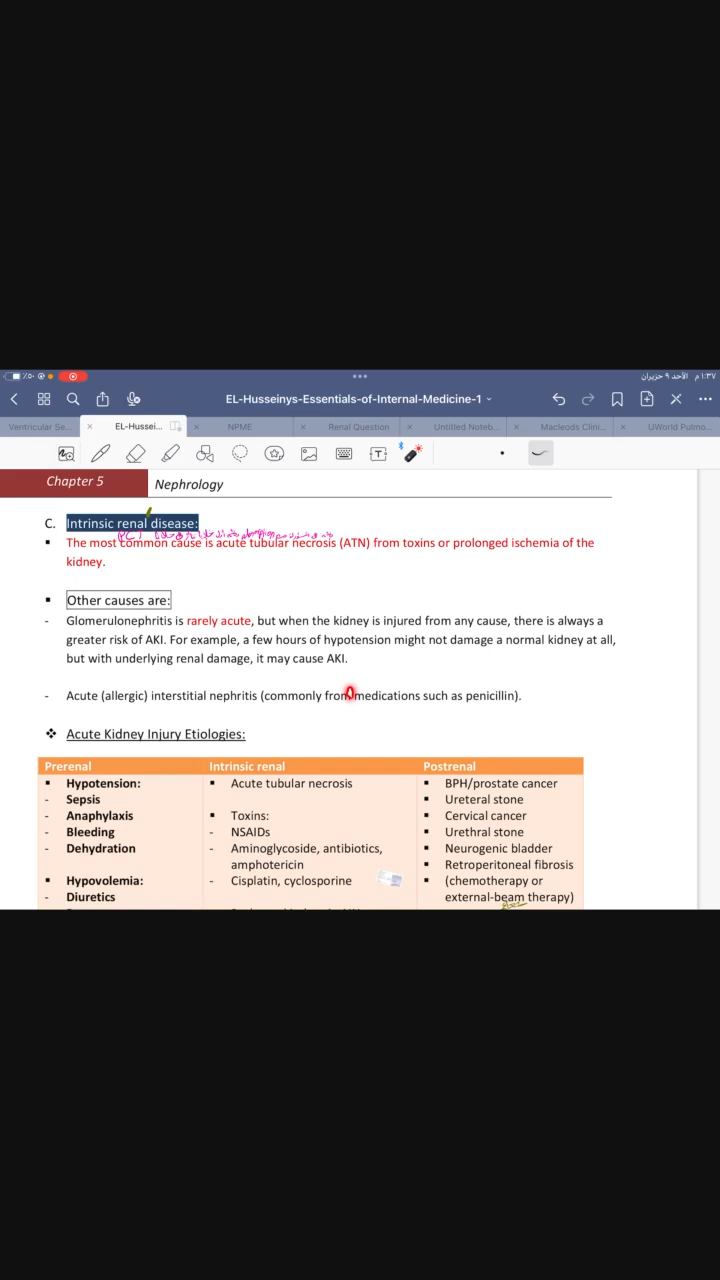 ٪٥٠ ١:٣٧ م الأحد ٩ حزيران
EL-Husseinys-Essentials-of-Internal-Medicine-1
Ventricular Se... EL-Hussei... NPME Renal Question Untitled Noteb... Macleods Clini... UWorld Pulmo...
Chapter 5 Nephrology
C. Intrinsic renal disease:
(PCT)
▪ The most common cause is acute tubular necrosis (ATN) from toxins or prolonged ischemia of the
kidney.
▪ Other causes are:
- Glomerulonephritis is rarely acute, but when the kidney is injured from any cause, there is always a
greater risk of AKI. For example, a few hours of hypotension might not damage a normal kidney at all,
but with underlying renal damage, it may cause AKI.
- Acute (allergic) interstitial nephritis (commonly from medications such as penicillin).
❖ Acute Kidney Injury Etiologies:
Prerenal Intrinsic renal Postrenal
▪ Hypotension: ▪ Acute tubular necrosis ▪ BPH/prostate cancer
- Sepsis ▪ Ureteral stone
- Anaphylaxis ▪ Toxins: ▪ Cervical cancer
- Bleeding - NSAIDs ▪ Urethral stone
- Dehydration - Aminoglycoside, antibiotics, ▪ Neurogenic bladder
amphotericin ▪ Retroperitoneal fibrosis
▪ Hypovolemia: - Cisplatin, cyclosporine ▪ (chemotherapy or
- Diuretics external-beam therapy)